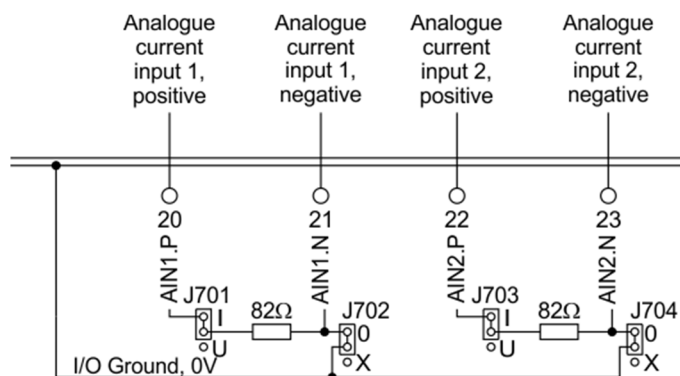 Analogue current input 1, positive
Analogue current input 1, negative
Analogue current input 2, positive
Analogue current input 2, negative
20
21
22
23
AIN1.P
AIN1.N
AIN2.P
AIN2.N
J701
I
U
82Ω
J702
0
X
J703
I
U
82Ω
J704
0
X
I/O Ground, 0V